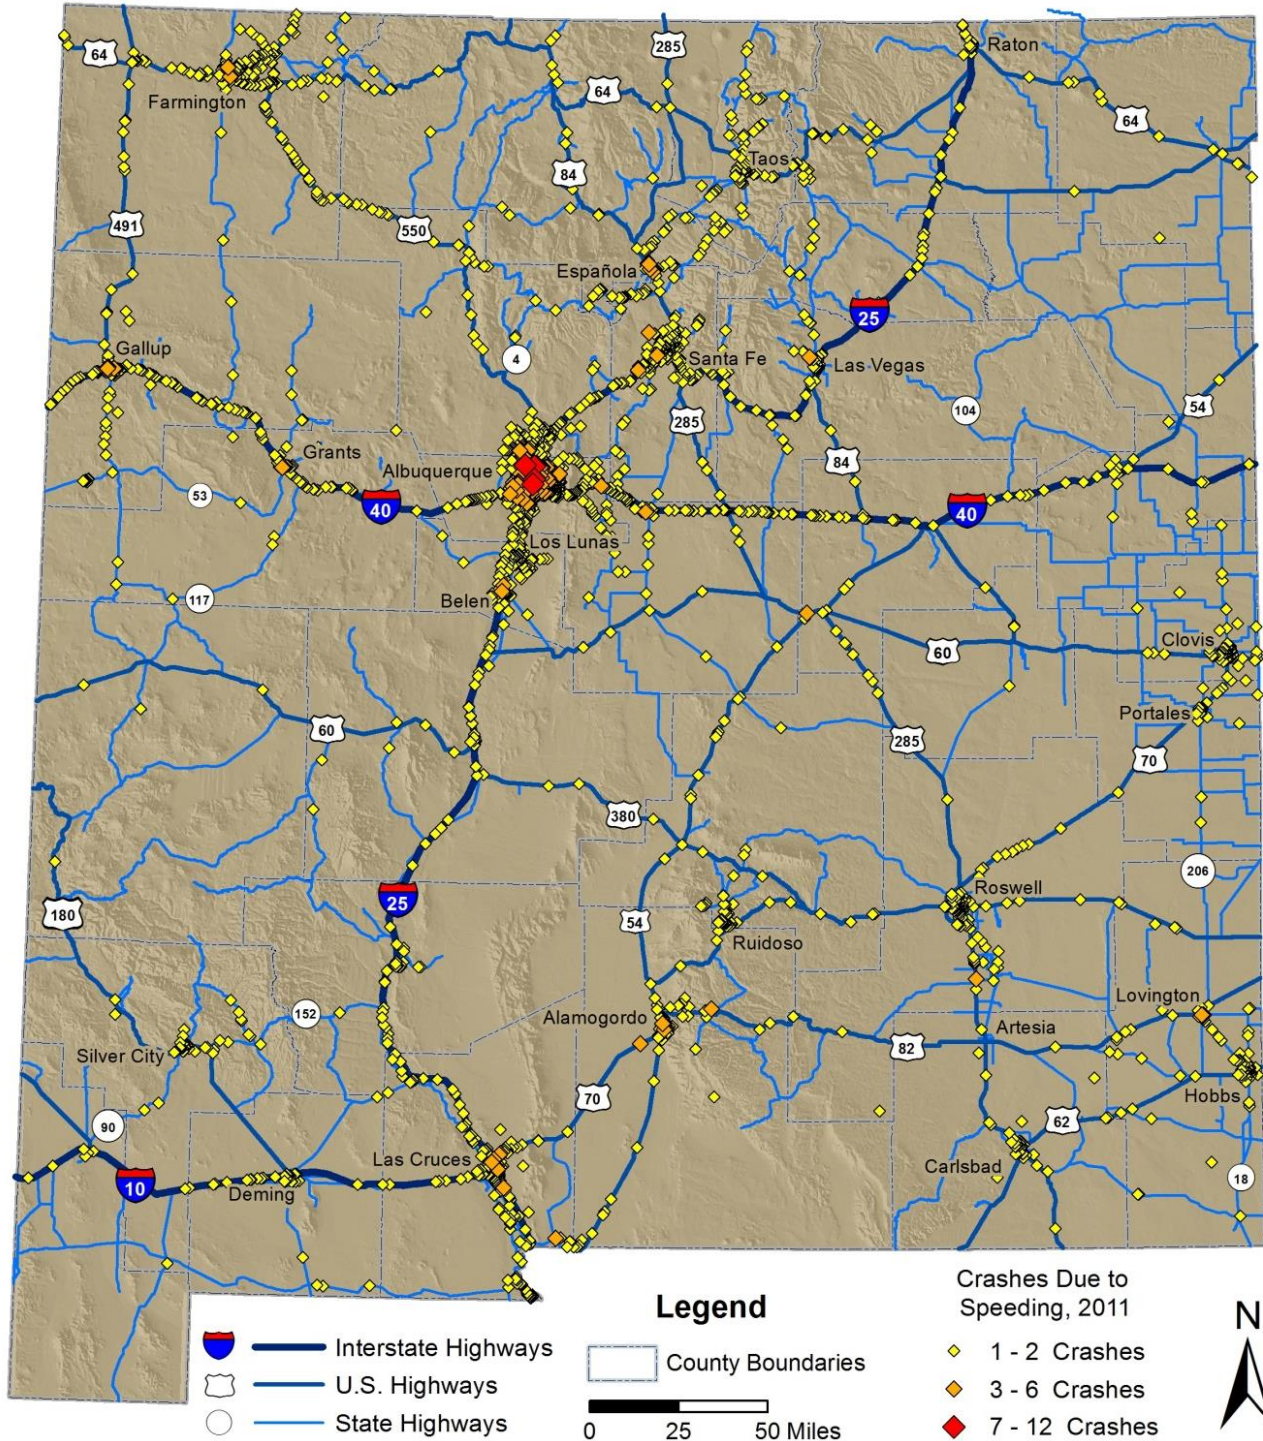 285
Raton
64
64
Farmington
64
Taos
84
491
550
Española
25
Gallup
4
Santa Fe
Las Vegas
104
54
285
Grants
Albuquerque
84
53
40
40
Los Lunas
117
Belen
Clovis
60
Portales
60
285
70
380
206
25
Roswell
180
54
Ruidoso
Lovington
152
Alamogordo
Artesia
Silver City
82
70
Hobbs
90
62
Las Cruces
Carlsbad
10
Deming
18
Legend
Interstate Highways
U.S. Highways
State Highways
County Boundaries
0 25 50 Miles
Crashes Due to
Speeding, 2011
1 - 2 Crashes
3 - 6 Crashes
7 - 12 Crashes
N